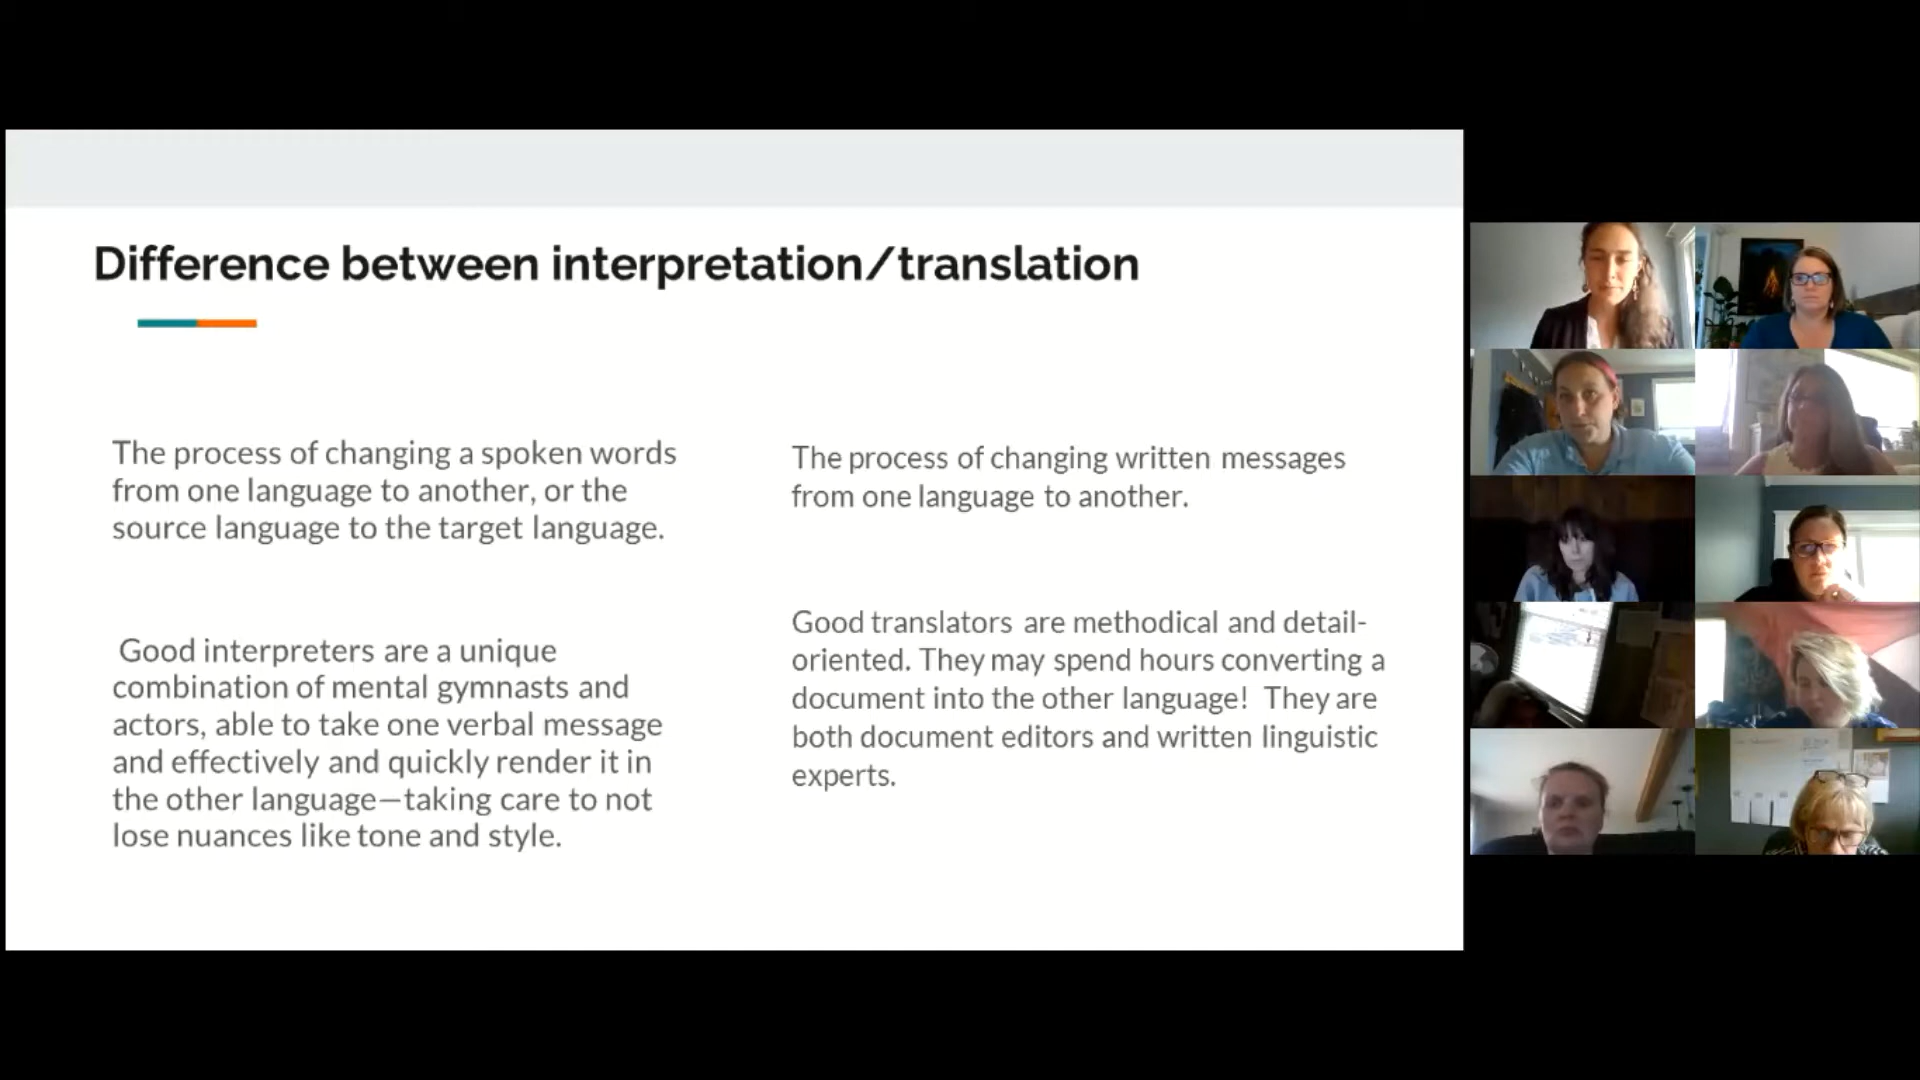 Difference between interpretation/translation
The process of changing a spoken words
from one language to another, or the
source language to the target language.
Good interpreters are a unique
combination of mental gymnasts and
actors, able to take one verbal message
and effectively and quickly render it in
the other language—taking care to not
lose nuances like tone and style.
The process of changing written messages
from one language to another.
Good translators are methodical and detail-
oriented. They may spend hours converting a
document into the other language! They are
both document editors and written linguistic
experts.